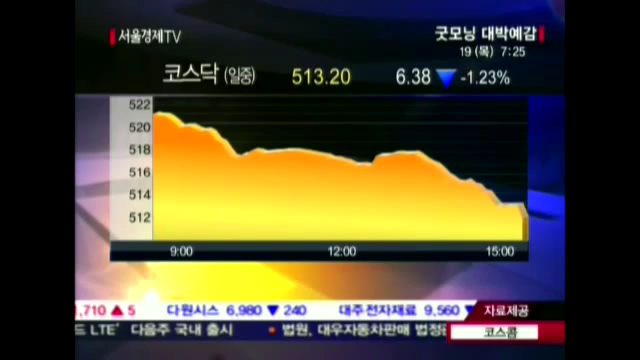 서울경제TV
굿모닝 대박예감
19 (목) 7:25
코스닥 (일중) 513.20 6.38 ▼ -1.23%
522
520
518
516
514
512
9:00 12:00 15:00
,710 ▲ 5 다원시스 6,980 ▼ 240 대주전자재료 9,560 ▼
자료제공
LTE' 다음주 국내 출시 • 법원, 대우자동차판매 법정관
코스콤